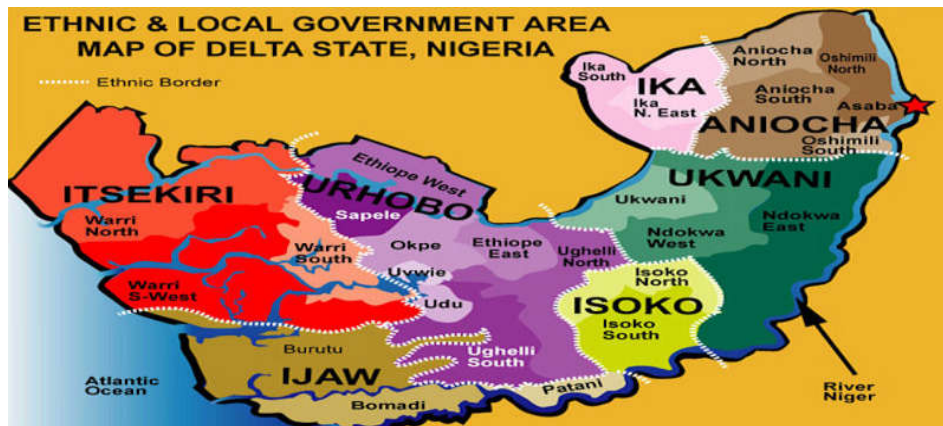 ETHNIC & LOCAL GOVERNMENT AREA
MAP OF DELTA STATE, NIGERIA
Ethnic Border
Ika
South
IKA
Ika
N. East
Aniocha
North
Oshimili
North
Aniocha
South
Asaba
ANIOCHA
Oshimili
South
Ethiope West
ITSEKIRI
URHOBO
UKWANI
Sapele
Ukwani
Warri
North
Ndokwa
East
Ndokwa
West
Okpe
Ethiope
East
Ughelli
North
Warri
South
Uvwie
Isoko
North
Warri
S-West
Udu
ISOKO
Isoko
South
Burutu
Ughelli
South
IJAW
Atlantic
Ocean
Patani
Bomadi
River
Niger